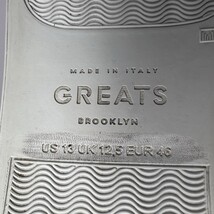 MADE IN ITALY
GREATS
BROOKLYN
US 13 UK 12,5 EUR 46